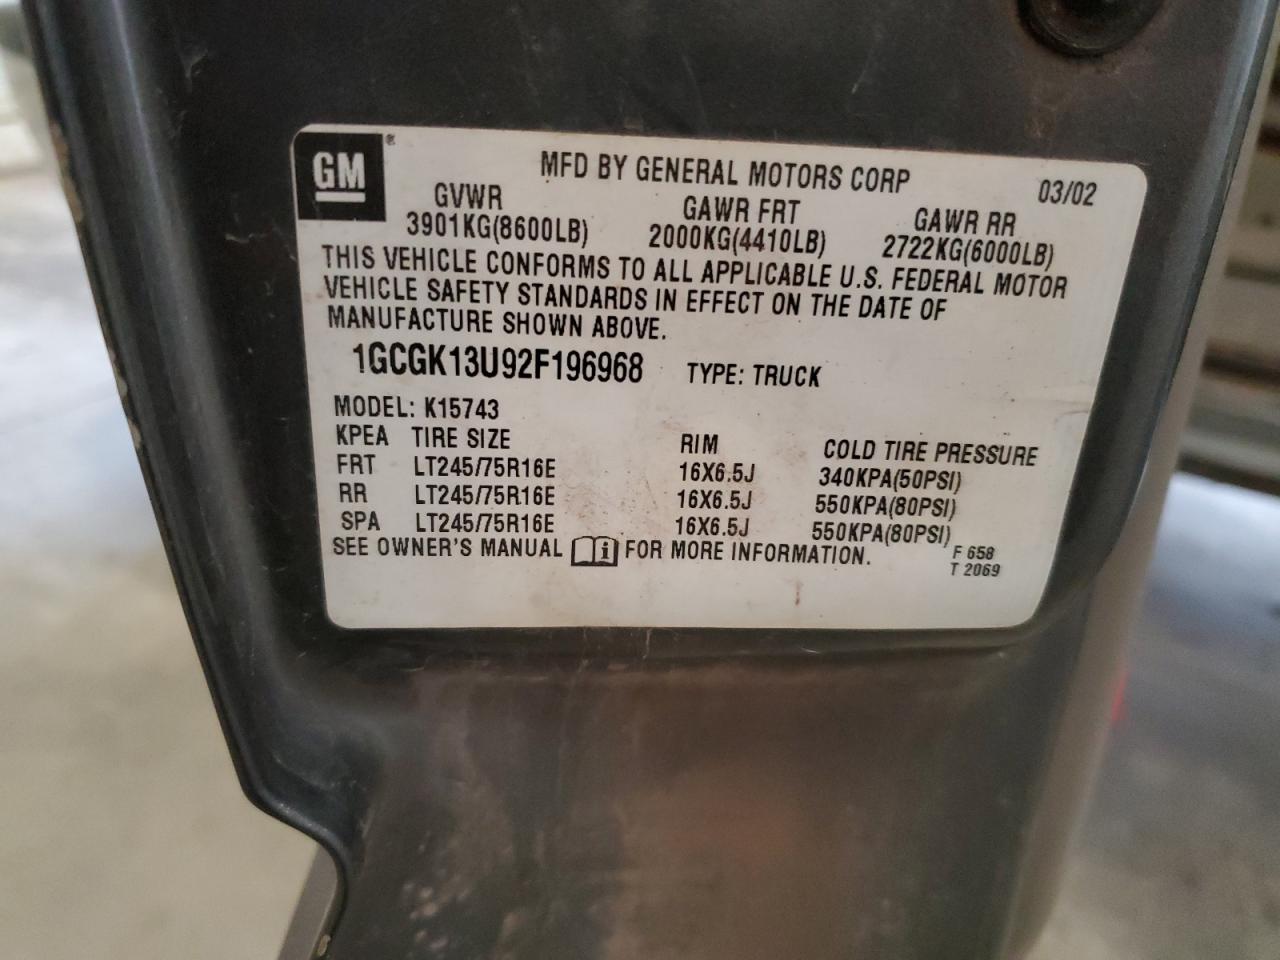 GM®
MFD BY GENERAL MOTORS CORP 03/02
GVWR GAWR FRT GAWR RR
3901KG(8600LB) 2000KG(4410LB) 2722KG(6000LB)
THIS VEHICLE CONFORMS TO ALL APPLICABLE U.S. FEDERAL MOTOR
VEHICLE SAFETY STANDARDS IN EFFECT ON THE DATE OF
MANUFACTURE SHOWN ABOVE.
1GCGK13U92F196968 TYPE: TRUCK
MODEL: K15743
KPEA TIRE SIZE RIM COLD TIRE PRESSURE
FRT LT245/75R16E 16X6.5J 340KPA(50PSI)
RR LT245/75R16E 16X6.5J 550KPA(80PSI)
SPA LT245/75R16E 16X6.5J 550KPA(80PSI)
SEE OWNER'S MANUAL i FOR MORE INFORMATION.
F 658
T 2069